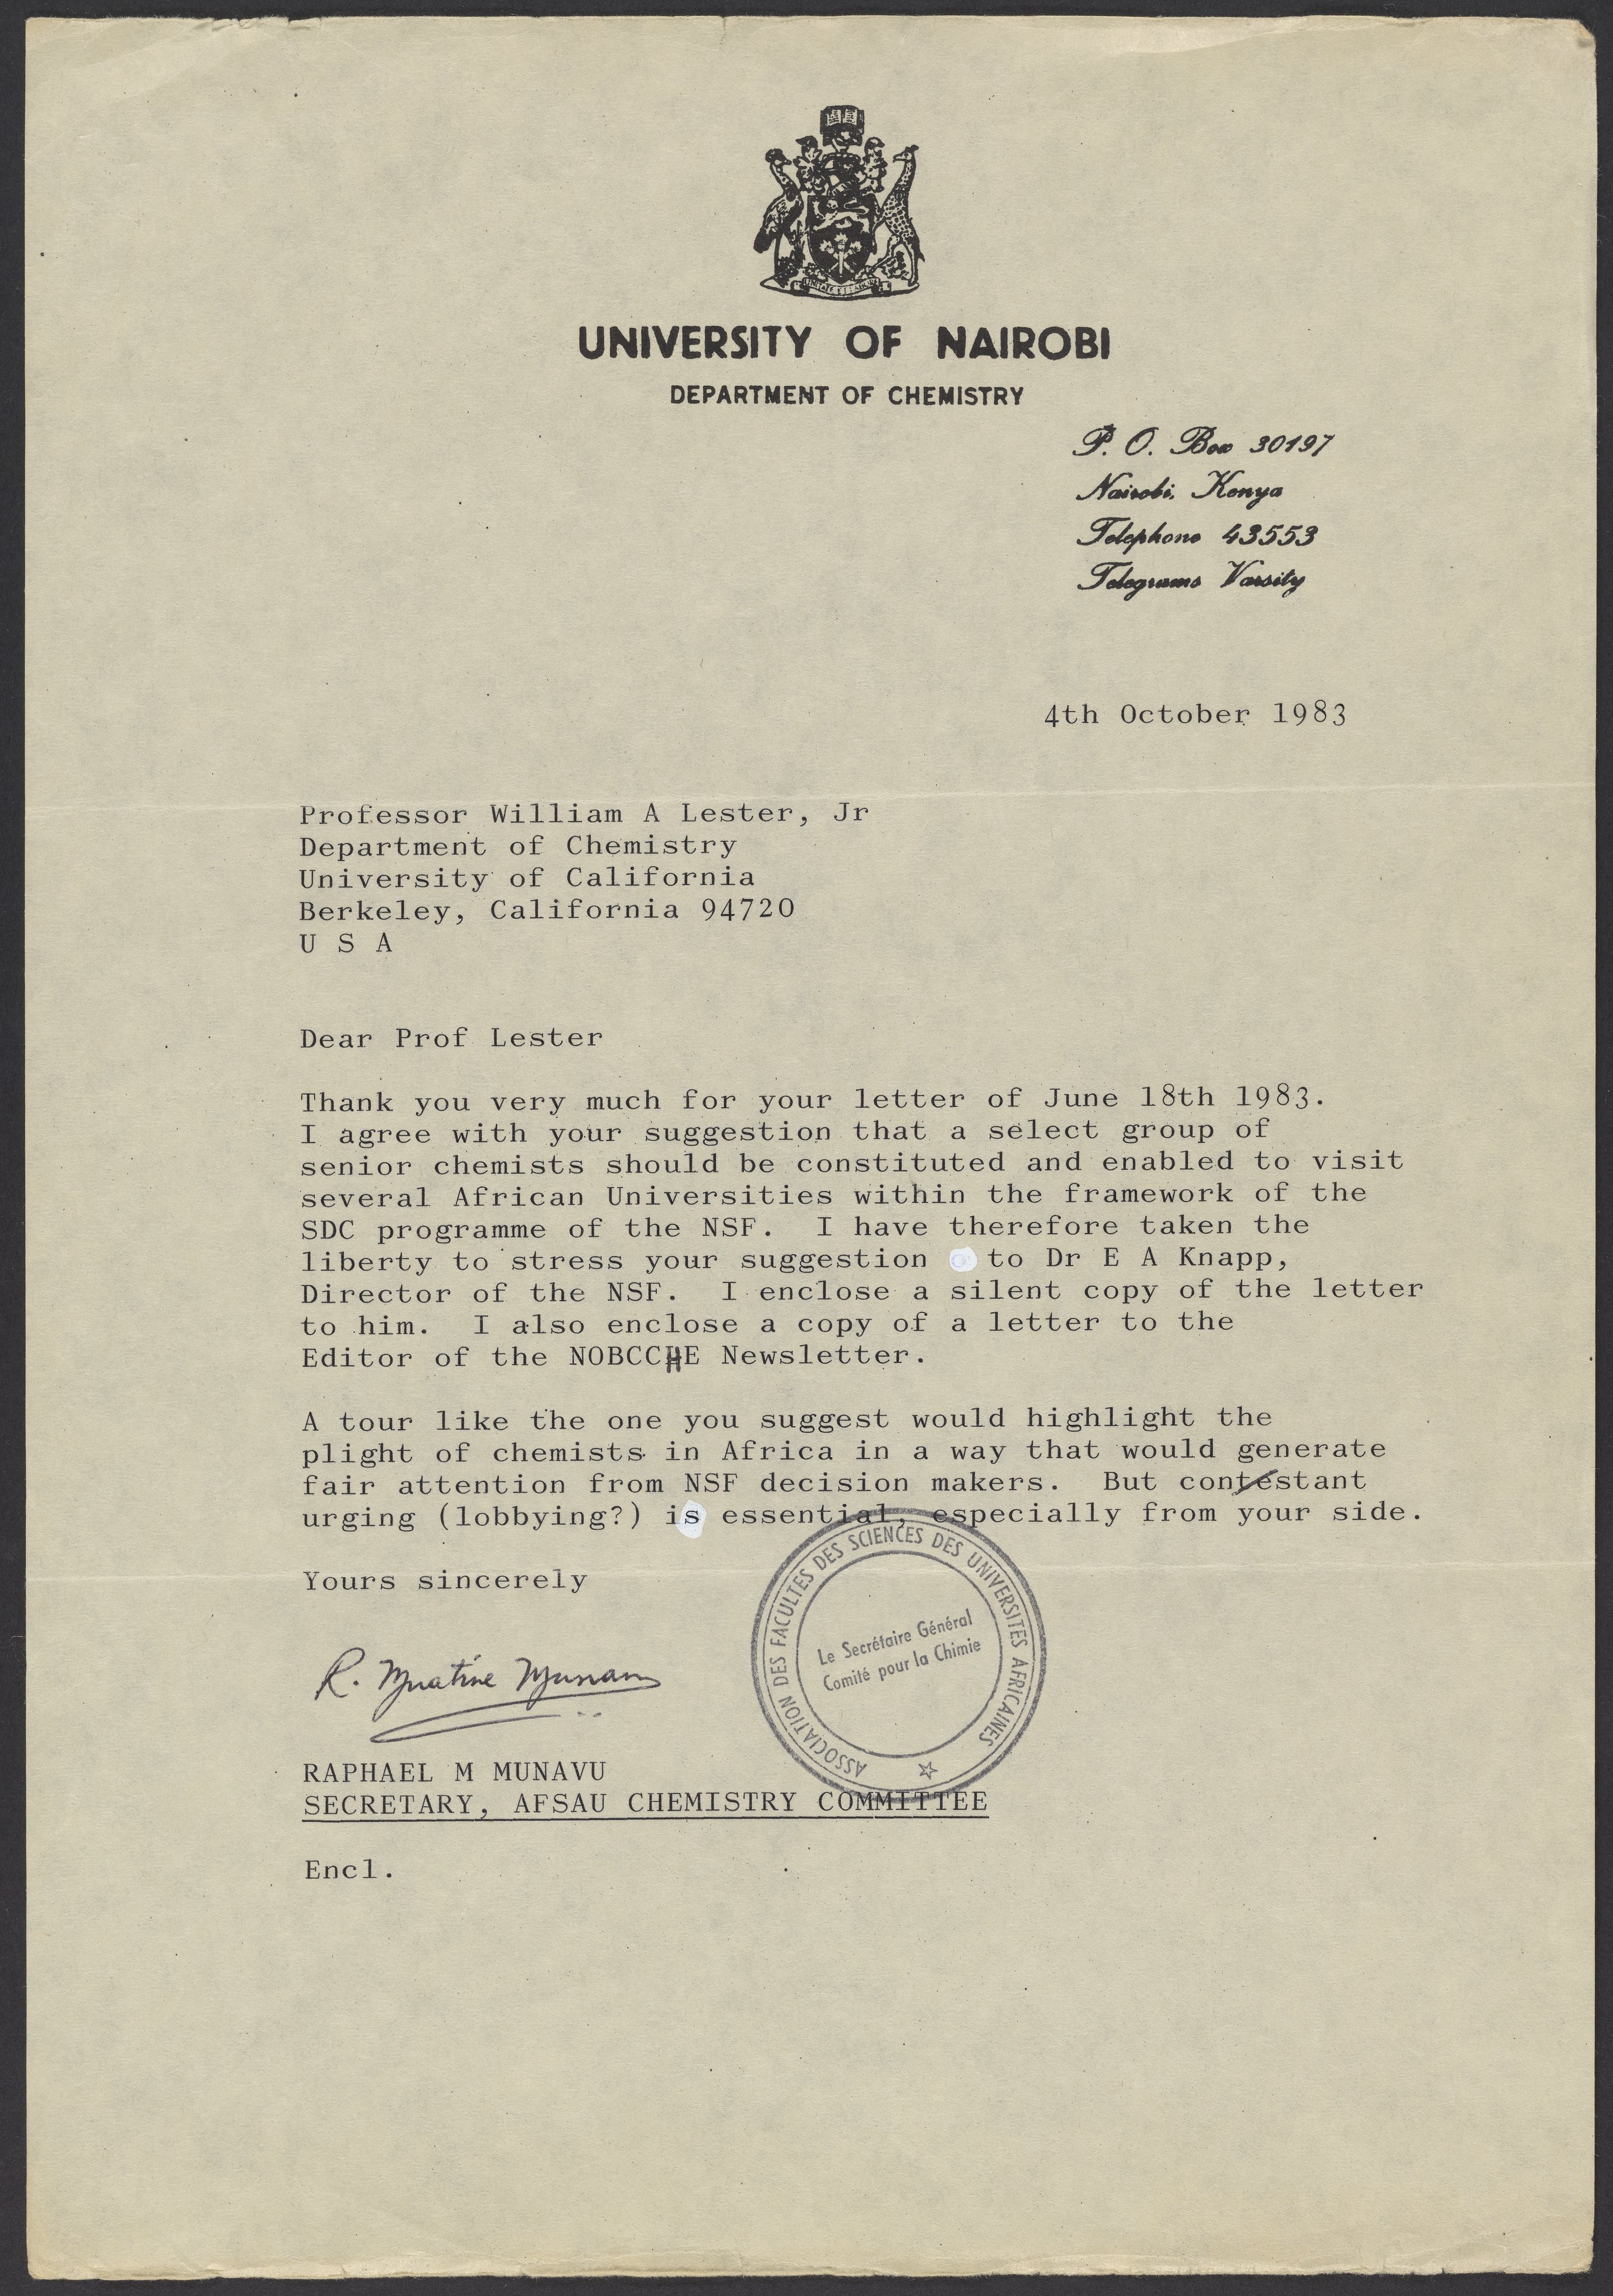 UNIVERSITY OF NAIROBI
DEPARTMENT OF CHEMISTRY
P. O. Box 30197
Nairobi, Kenya
Telephone 43553
Telegrams Varsity
4th October 1983
Professor William A Lester, Jr
Department of Chemistry
University of California
Berkeley, California 94720
U S A
Dear Prof Lester
Thank you very much for your letter of June 18th 1983.
I agree with your suggestion that a select group of
senior chemists should be constituted and enabled to visit
several African Universities within the framework of the
SDC programme of the NSF. I have therefore taken the
liberty to stress your suggestion to Dr E A Knapp,
Director of the NSF. I enclose a silent copy of the letter
to him. I also enclose a copy of a letter to the
Editor of the NOBCCHE Newsletter.
A tour like the one you suggest would highlight the
plight of chemists in Africa in a way that would generate
fair attention from NSF decision makers. But contestant
urging (lobbying?) is essential, especially from your side.
Yours sincerely
ASSOCIATION DES FACULTES DES SCIENCES DES UNIVERSITES AFRICAINES
Le Secrétaire Général
Comité pour la Chimie
R. Muatine Munavu
RAPHAEL M MUNAVU
SECRETARY, AFSAU CHEMISTRY COMMITTEE
Encl.